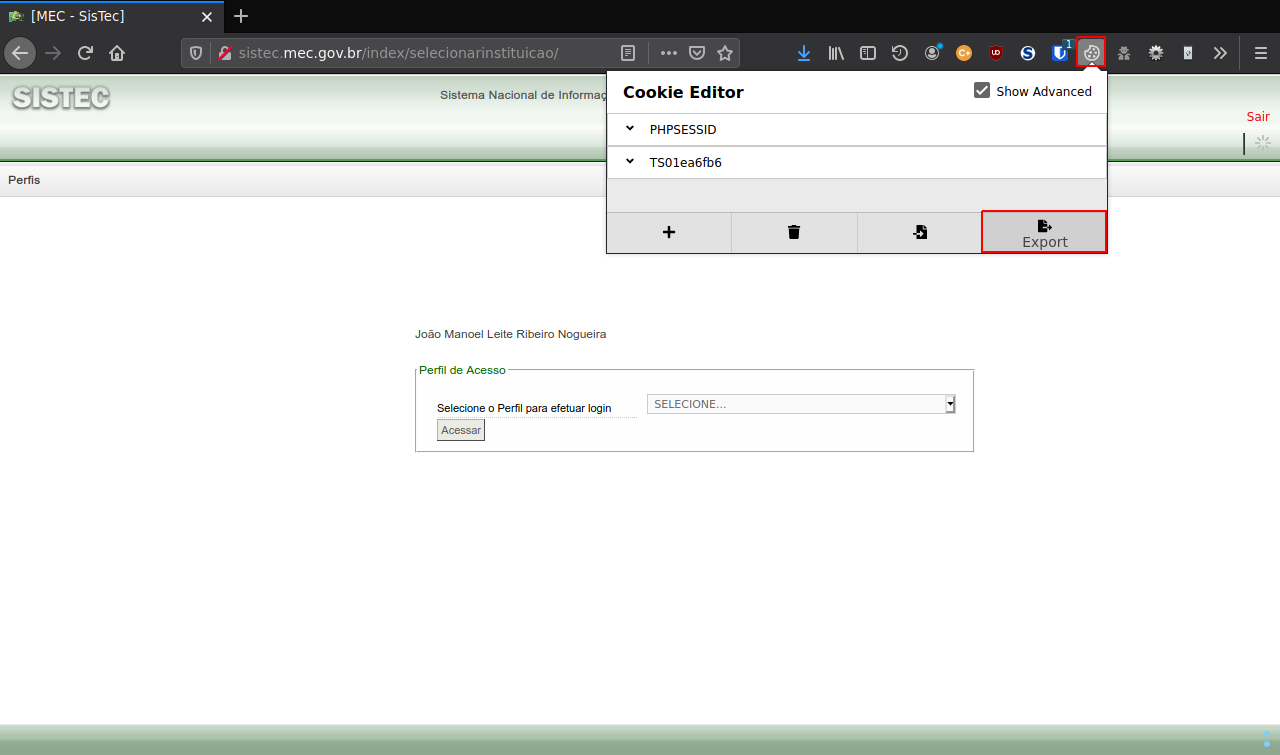 [MEC - SisTec]
sistec.mec.gov.br/index/selecionarinstituicao/
1
SISTEC
Sistema Nacional de Informaç
Cookie Editor
Show Advanced
PHPSESSID
TS01ea6fb6
Export
Sair
Perfis
João Manoel Leite Ribeiro Nogueira
Perfil de Acesso
Selecione o Perfil para efetuar login
SELECIONE...
Acessar